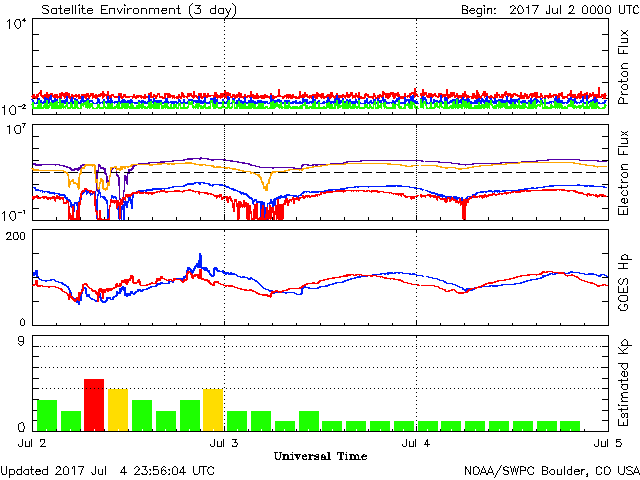 Satellite Environment (3 day) Begin: 2017 Jul 2 0000 UTC
10⁴
Proton Flux
10⁻²
10⁷
Electron Flux
10⁻¹
200
GOES Hp
0
9
Estimated Kp
0
Jul 2 Jul 3 Jul 4 Jul 5
Universal Time
Updated 2017 Jul 4 23:56:04 UTC NOAA/SWPC Boulder, CO USA